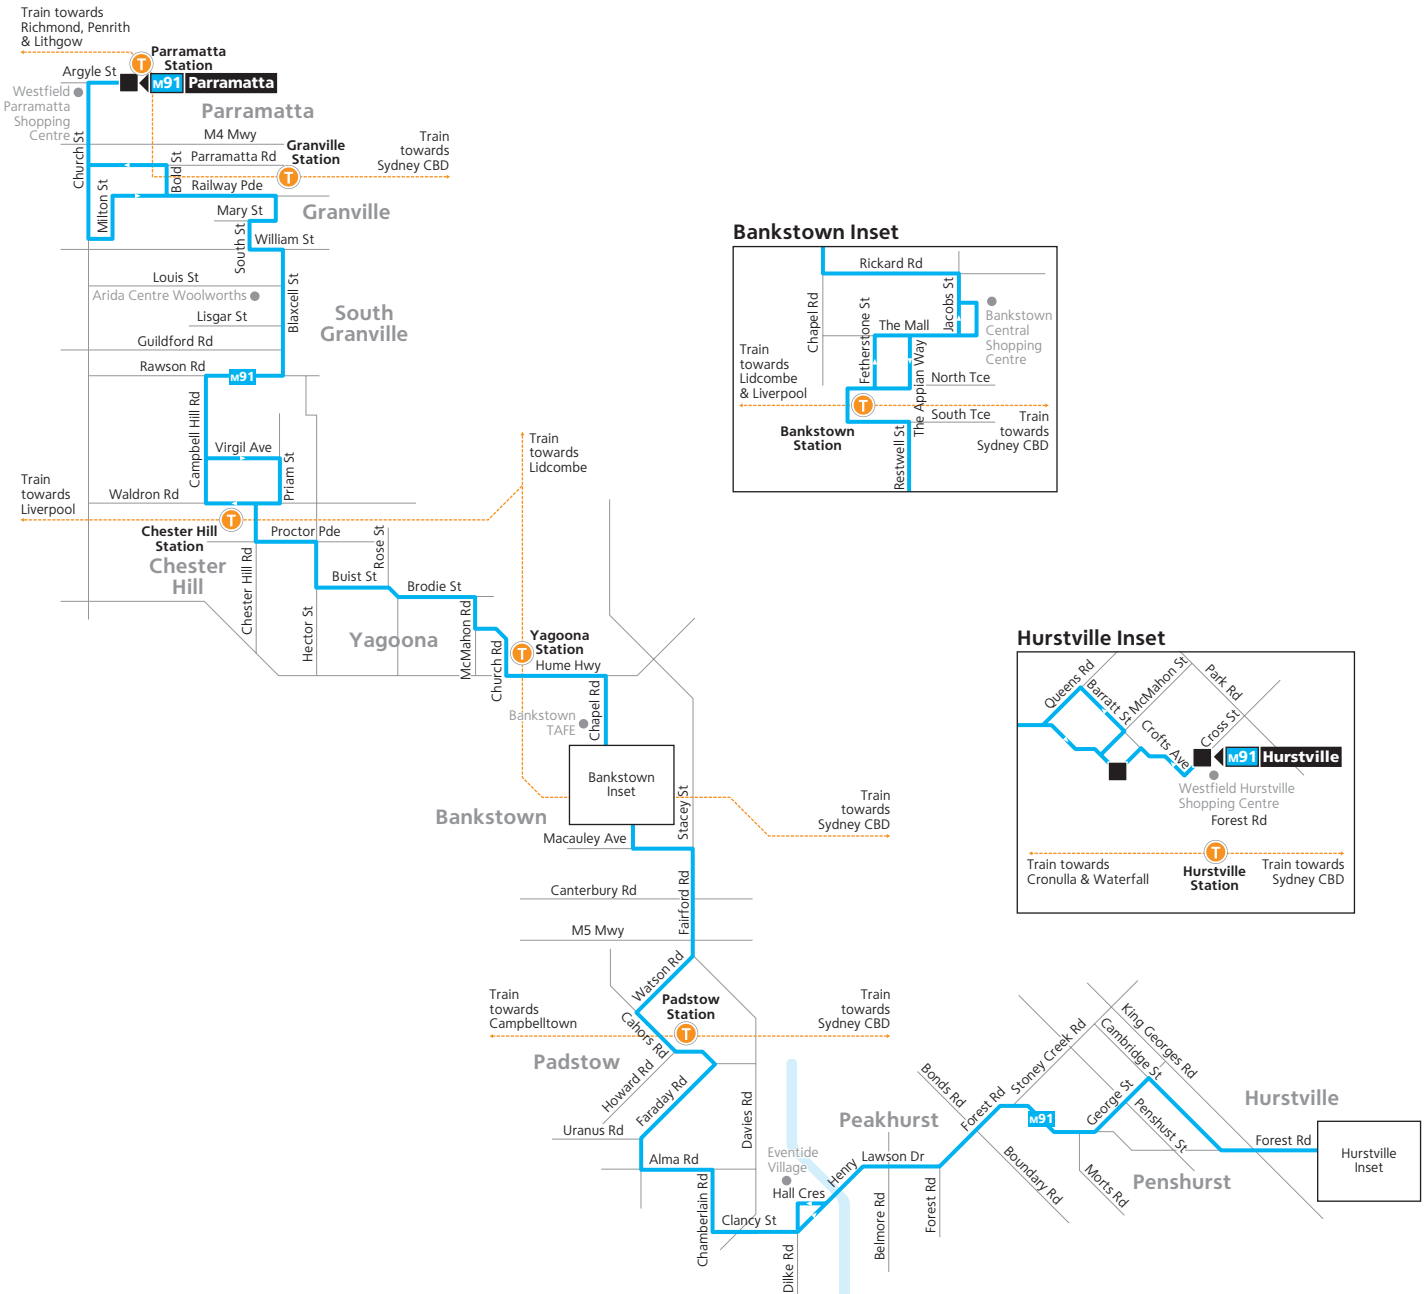 Train towards
Richmond, Penrith
& Lithgow
Parramatta
Station
T
Argyle St
M91 Parramatta
Westfield
Parramatta
Shopping
Centre
Parramatta
Church St
M4 Mwy
Granville
Station
T
Train
towards
Sydney CBD
Parramatta Rd
Bold St
Railway Pde
Milton St
Mary St
Granville
South St
William St
Louis St
Arida Centre Woolworths
Blaxcell St
Lisgar St
South
Granville
Guildford Rd
Rawson Rd
M91
Campbell Hill Rd
Virgil Ave
Priam St
Train
towards
Liverpool
Waldron Rd
T
Chester Hill
Station
Proctor Pde
Chester
Hill
Chester Hill Rd
Rose St
Buist St
Brodie St
Hector St
Yagoona
McMahon Rd
Church Rd
Train
towards
Lidcombe
Yagoona
Station
T
Hume Hwy
Chapel Rd
Bankstown
TAFE
Bankstown
Inset
Bankstown
Stacey St
Train
towards
Sydney CBD
Macauley Ave
Canterbury Rd
Fairford Rd
M5 Mwy
Watson Rd
Train
towards
Campbelltown
Padstow
Station
T
Train
towards
Sydney CBD
Cahors Rd
Padstow
Howard Rd
Faraday Rd
Uranus Rd
Davies Rd
Alma Rd
Chamberlain Rd
Clancy St
Eventide
Village
Hall Cres
Dilke Rd
Henry
Lawson Dr
Peakhurst
Belmore Rd
Forest Rd
Bonds Rd
Forest Rd
Boundary Rd
Stoney Creek Rd
M91
George St
Morts Rd
Penshust St
Penshurst
Cambridge St
King Georges Rd
Hurstville
Forest Rd
Hurstville
Inset
Bankstown Inset
Rickard Rd
Chapel Rd
Fetherstone St
The Mall
Jacobs St
Bankstown
Central
Shopping
Centre
The Appian Way
Train
towards
Lidcombe
& Liverpool
North Tce
T
South Tce
Bankstown
Station
Restwell St
Train
towards
Sydney CBD
Hurstville Inset
Queens Rd
Barratt St
McMahon St
Park Rd
Crofts Ave
Cross St
M91 Hurstville
Westfield Hurstville
Shopping Centre
Forest Rd
T
Train towards
Cronulla & Waterfall
Hurstville
Station
Train towards
Sydney CBD